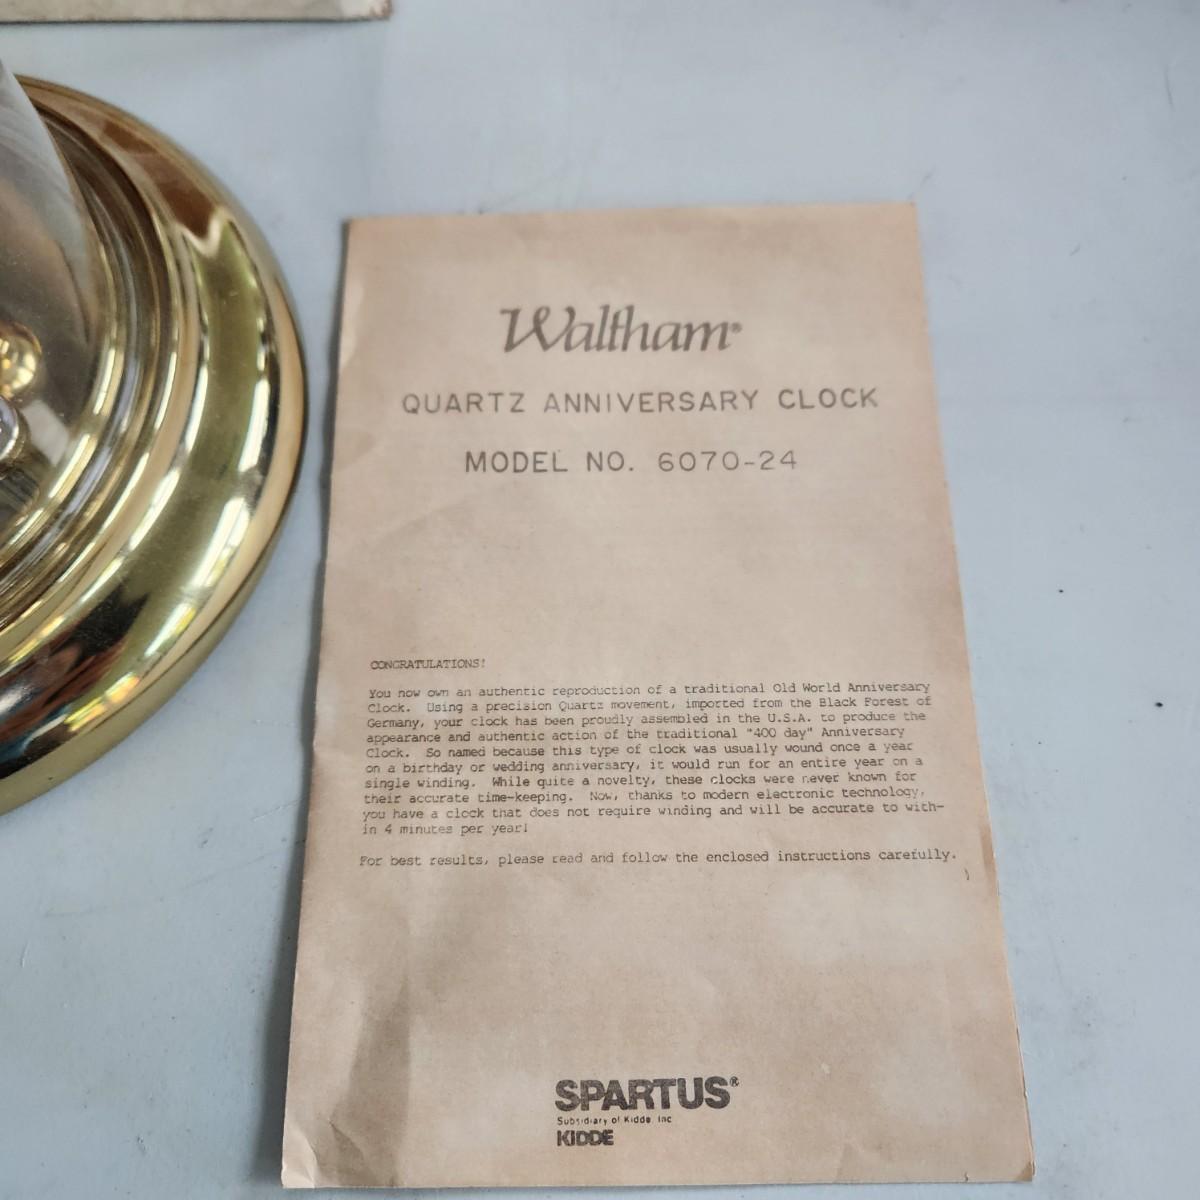 Waltham®
QUARTZ ANNIVERSARY CLOCK
MODEL NO. 6070-24
CONGRATULATIONS!
You now own an authentic reproduction of a traditional Old World Anniversary
Clock. Using a precision Quartz movement, imported from the Black Forest of
Germany, your clock has been proudly assembled in the U.S.A. to produce the
appearance and authentic action of the traditional "400 day" Anniversary
Clock. So named because this type of clock was usually wound once a year
on a birthday or wedding anniversary, it would run for an entire year on a
single winding. While quite a novelty, these clocks were never known for
their accurate time-keeping. Now, thanks to modern electronic technology,
you have a clock that does not require winding and will be accurate to with-
in 4 minutes per year!
For best results, please read and follow the enclosed instructions carefully.
SPARTUS®
Subsidiary of Kidde, Inc
KIDDE